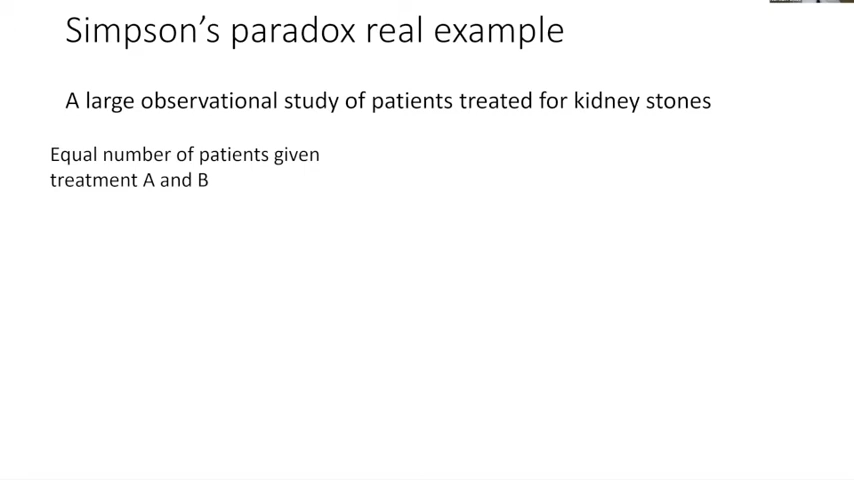 Simpson’s paradox real example
A large observational study of patients treated for kidney stones
Equal number of patients given
treatment A and B